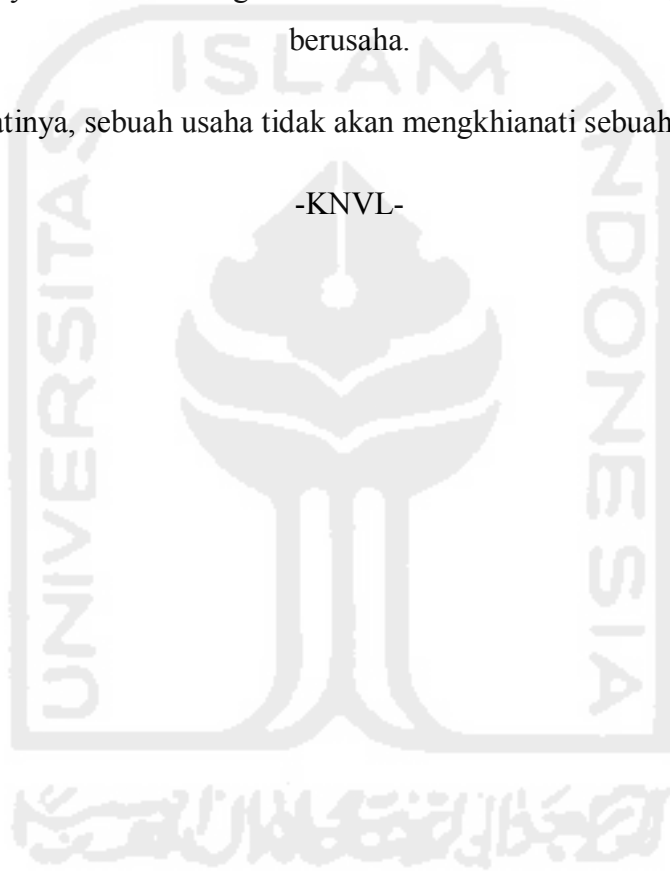 berusaha.
atinya, sebuah usaha tidak akan mengkhianati sebuah
-KNVL-
ISLAM
UNIVERSITAS
INDONESIA